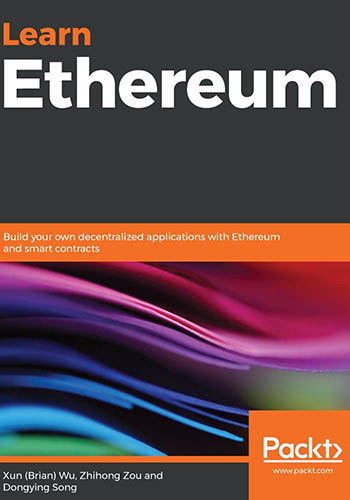 Learn
Ethereum
Build your own decentralized applications with Ethereum
and smart contracts
Packt>
www.packt.com
Xun (Brian) Wu, Zhihong Zou and
Dongying Song